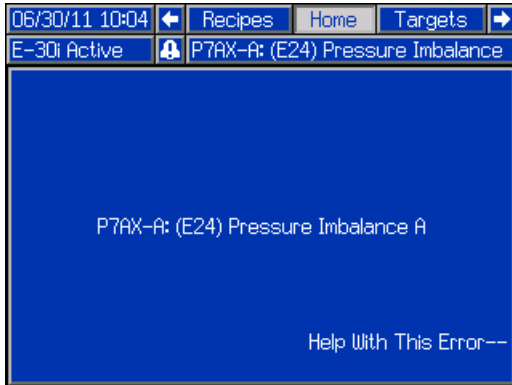 06/30/11 10:04 Recipes Home Targets
E-30i Active P7AX-A: (E24) Pressure Imbalance
P7AX-A: (E24) Pressure Imbalance A
Help With This Error--